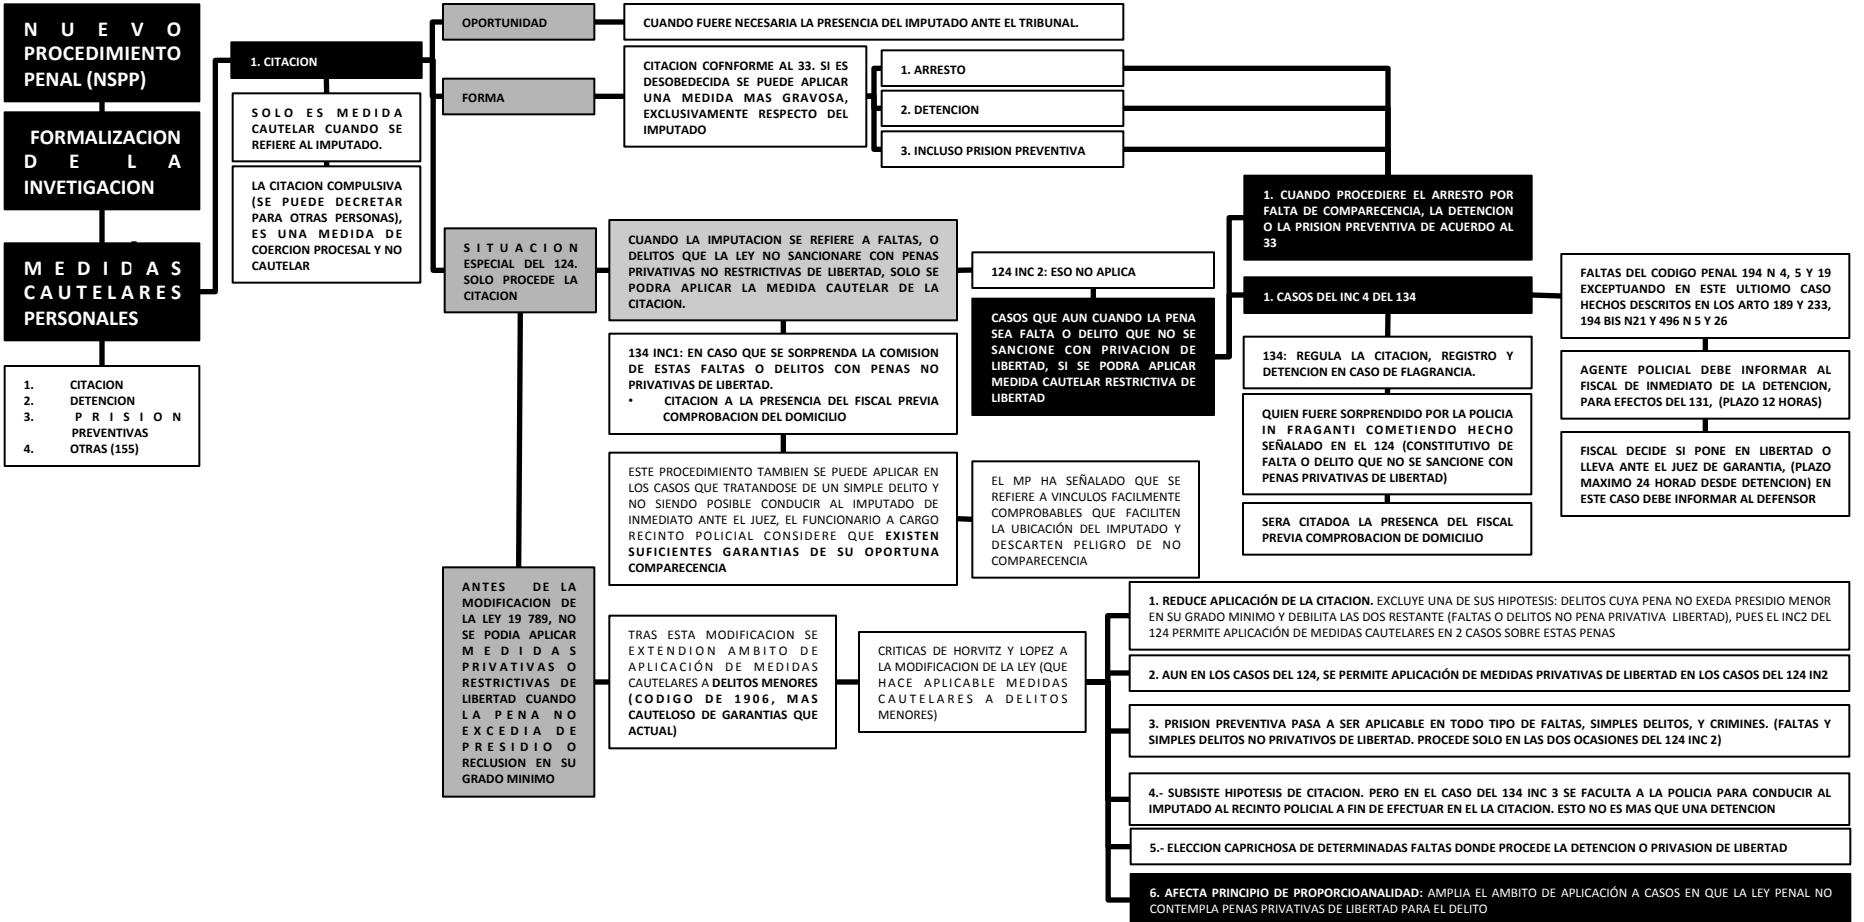 N U E V O
PROCEDIMIENTO
PENAL (NSPP)
FORMALIZACION
D E L A
INVETIGACION
M E D I D A S
CAUTELARES
PERSONALES
1. CITACION
2. DETENCION
3. P R I S I O N
PREVENTIVAS
4. OTRAS (155)
1. CITACION
SOLO ES MEDIDA
CAUTELAR CUANDO SE
REFIERE AL IMPUTADO.
LA CITACION COMPULSIVA
(SE PUEDE DECRETAR
PARA OTRAS PERSONAS),
ES UNA MEDIDA DE
COERCION PROCESAL Y NO
CAUTELAR
OPORTUNIDAD
CUANDO FUERE NECESARIA LA PRESENCIA DEL IMPUTADO ANTE EL TRIBUNAL.
FORMA
CITACION COFNFORME AL 33. SI ES
DESOBEDECIDA SE PUEDE APLICAR
UNA MEDIDA MAS GRAVOSA,
EXCLUSIVAMENTE RESPECTO DEL
IMPUTADO
1. ARRESTO
2. DETENCION
3. INCLUSO PRISION PREVENTIVA
S I T U A C I O N
ESPECIAL DEL 124.
SOLO PROCEDE LA
CITACION
CUANDO LA IMPUTACION SE REFIERE A FALTAS, O
DELITOS QUE LA LEY NO SANCIONARE CON PENAS
PRIVATIVAS NO RESTRICTIVAS DE LIBERTAD, SOLO SE
PODRA APLICAR LA MEDIDA CAUTELAR DE LA
CITACION.
134 INC1: EN CASO QUE SE SORPRENDA LA COMISION
DE ESTAS FALTAS O DELITOS CON PENAS NO
PRIVATIVAS DE LIBERTAD.
• CITACION A LA PRESENCIA DEL FISCAL PREVIA
COMPROBACION DEL DOMICILIO
ESTE PROCEDIMIENTO TAMBIEN SE PUEDE APLICAR EN
LOS CASOS QUE TRATANDOSE DE UN SIMPLE DELITO Y
NO SIENDO POSIBLE CONDUCIR AL IMPUTADO DE
INMEDIATO ANTE EL JUEZ, EL FUNCIONARIO A CARGO
RECINTO POLICIAL CONSIDERE QUE EXISTEN
SUFICIENTES GARANTIAS DE SU OPORTUNA
COMPARECENCIA
EL MP HA SEÑALADO QUE SE
REFIERE A VINCULOS FACILMENTE
COMPROBABLES QUE FACILITEN
LA UBICACIÓN DEL IMPUTADO Y
DESCARTEN PELIGRO DE NO
COMPARECENCIA
124 INC 2: ESO NO APLICA
CASOS QUE AUN CUANDO LA PENA
SEA FALTA O DELITO QUE NO SE
SANCIONE CON PRIVACION DE
LIBERTAD, SI SE PODRA APLICAR
MEDIDA CAUTELAR RESTRICTIVA DE
LIBERTAD
1. CUANDO PROCEDIERE EL ARRESTO POR
FALTA DE COMPARECENCIA, LA DETENCION
O LA PRISION PREVENTIVA DE ACUERDO AL
33
1. CASOS DEL INC 4 DEL 134
134: REGULA LA CITACION, REGISTRO Y
DETENCION EN CASO DE FLAGRANCIA.
QUIEN FUERE SORPRENDIDO POR LA POLICIA
IN FRAGANTI COMETIENDO HECHO
SEÑALADO EN EL 124 (CONSTITUTIVO DE
FALTA O DELITO QUE NO SE SANCIONE CON
PENAS PRIVATIVAS DE LIBERTAD)
SERA CITADOA LA PRESENCA DEL FISCAL
PREVIA COMPROBACION DE DOMICILIO
FALTAS DEL CODIGO PENAL 194 N 4, 5 Y 19
EXCEPTUANDO EN ESTE ULTIOMO CASO
HECHOS DESCRITOS EN LOS ARTO 189 Y 233,
194 BIS N21 Y 496 N 5 Y 26
AGENTE POLICIAL DEBE INFORMAR AL
FISCAL DE INMEDIATO DE LA DETENCION,
PARA EFECTOS DEL 131, (PLAZO 12 HORAS)
FISCAL DECIDE SI PONE EN LIBERTAD O
LLEVA ANTE EL JUEZ DE GARANTIA, (PLAZO
MAXIMO 24 HORAD DESDE DETENCION) EN
ESTE CASO DEBE INFORMAR AL DEFENSOR
ANTES DE LA
MODIFICACION DE
LA LEY 19 789, NO
SE PODIA APLICAR
M E D I D A S
PRIVATIVAS O
RESTRICTIVAS DE
LIBERTAD CUANDO
LA PENA NO
EXCEDIA DE
PRESIDIO O
RECLUSION EN SU
GRADO MINIMO
TRAS ESTA MODIFICACION SE
EXTENDION AMBITO DE
APLICACIÓN DE MEDIDAS
CAUTELARES A DELITOS MENORES
(CODIGO DE 1906, MAS
CAUTELOSO DE GARANTIAS QUE
ACTUAL)
CRITICAS DE HORVITZ Y LOPEZ A
LA MODIFICACION DE LA LEY (QUE
HACE APLICABLE MEDIDAS
CAUTELARES A DELITOS
MENORES)
1. REDUCE APLICACIÓN DE LA CITACION. EXCLUYE UNA DE SUS HIPOTESIS: DELITOS CUYA PENA NO EXEDA PRESIDIO MENOR
EN SU GRADO MINIMO Y DEBILITA LAS DOS RESTANTE (FALTAS O DELITOS NO PENA PRIVATIVA LIBERTAD), PUES EL INC2 DEL
124 PERMITE APLICACIÓN DE MEDIDAS CAUTELARES EN 2 CASOS SOBRE ESTAS PENAS
2. AUN EN LOS CASOS DEL 124, SE PERMITE APLICACIÓN DE MEDIDAS PRIVATIVAS DE LIBERTAD EN LOS CASOS DEL 124 IN2
3. PRISION PREVENTIVA PASA A SER APLICABLE EN TODO TIPO DE FALTAS, SIMPLES DELITOS, Y CRIMINES. (FALTAS Y
SIMPLES DELITOS NO PRIVATIVOS DE LIBERTAD. PROCEDE SOLO EN LAS DOS OCASIONES DEL 124 INC 2)
4.- SUBSISTE HIPOTESIS DE CITACION. PERO EN EL CASO DEL 134 INC 3 SE FACULTA A LA POLICIA PARA CONDUCIR AL
IMPUTADO AL RECINTO POLICIAL A FIN DE EFECTUAR EN EL LA CITACION. ESTO NO ES MAS QUE UNA DETENCION
5.- ELECCION CAPRICHOSA DE DETERMINADAS FALTAS DONDE PROCEDE LA DETENCION O PRIVASION DE LIBERTAD
6. AFECTA PRINCIPIO DE PROPORCIOANALIDAD: AMPLIA EL AMBITO DE APLICACIÓN A CASOS EN QUE LA LEY PENAL NO
CONTEMPLA PENAS PRIVATIVAS DE LIBERTAD PARA EL DELITO